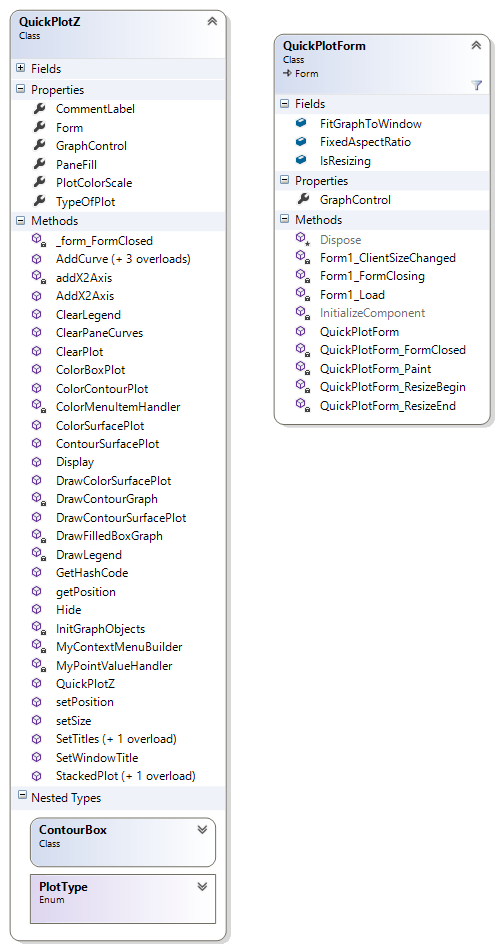 QuickPlotZ
Class
Fields
Properties
CommentLabel
Form
GraphControl
PaneFill
PlotColorScale
TypeOfPlot
Methods
_form_FormClosed
AddCurve (+ 3 overloads)
addX2Axis
AddX2Axis
ClearLegend
ClearPaneCurves
ClearPlot
ColorBoxPlot
ColorContourPlot
ColorMenuItemHandler
ColorSurfacePlot
ContourSurfacePlot
Display
DrawColorSurfacePlot
DrawContourGraph
DrawContourSurfacePlot
DrawFilledBoxGraph
DrawLegend
GetHashCode
getPosition
Hide
InitGraphObjects
MyContextMenuBuilder
MyPointValueHandler
QuickPlotZ
setPosition
setSize
SetTitles (+ 1 overload)
SetWindowTitle
StackedPlot (+ 1 overload)
Nested Types
ContourBox
Class
PlotType
Enum
QuickPlotForm
Class
Form
Fields
FitGraphToWindow
FixedAspectRatio
IsResizing
Properties
GraphControl
Methods
Dispose
Form1_ClientSizeChanged
Form1_FormClosing
Form1_Load
InitializeComponent
QuickPlotForm
QuickPlotForm_FormClosed
QuickPlotForm_Paint
QuickPlotForm_ResizeBegin
QuickPlotForm_ResizeEnd